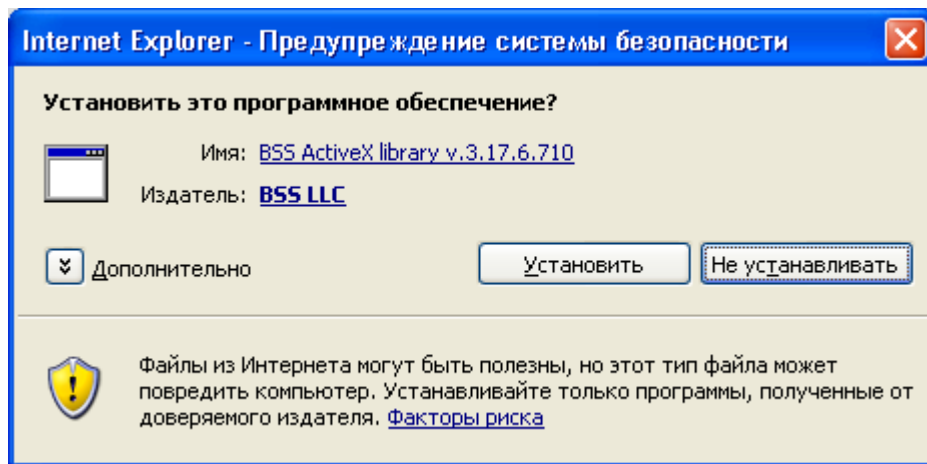 Internet Explorer - Предупреждение системы безопасности
Установить это программное обеспечение?
Имя: BSS ActiveX library v.3.17.6.710
Издатель: BSS LLC
Дополнительно
Установить
Не устанавливать
Файлы из Интернета могут быть полезны, но этот тип файла может
повредить компьютер. Устанавливайте только программы, полученные от
доверяемого издателя. Факторы риска